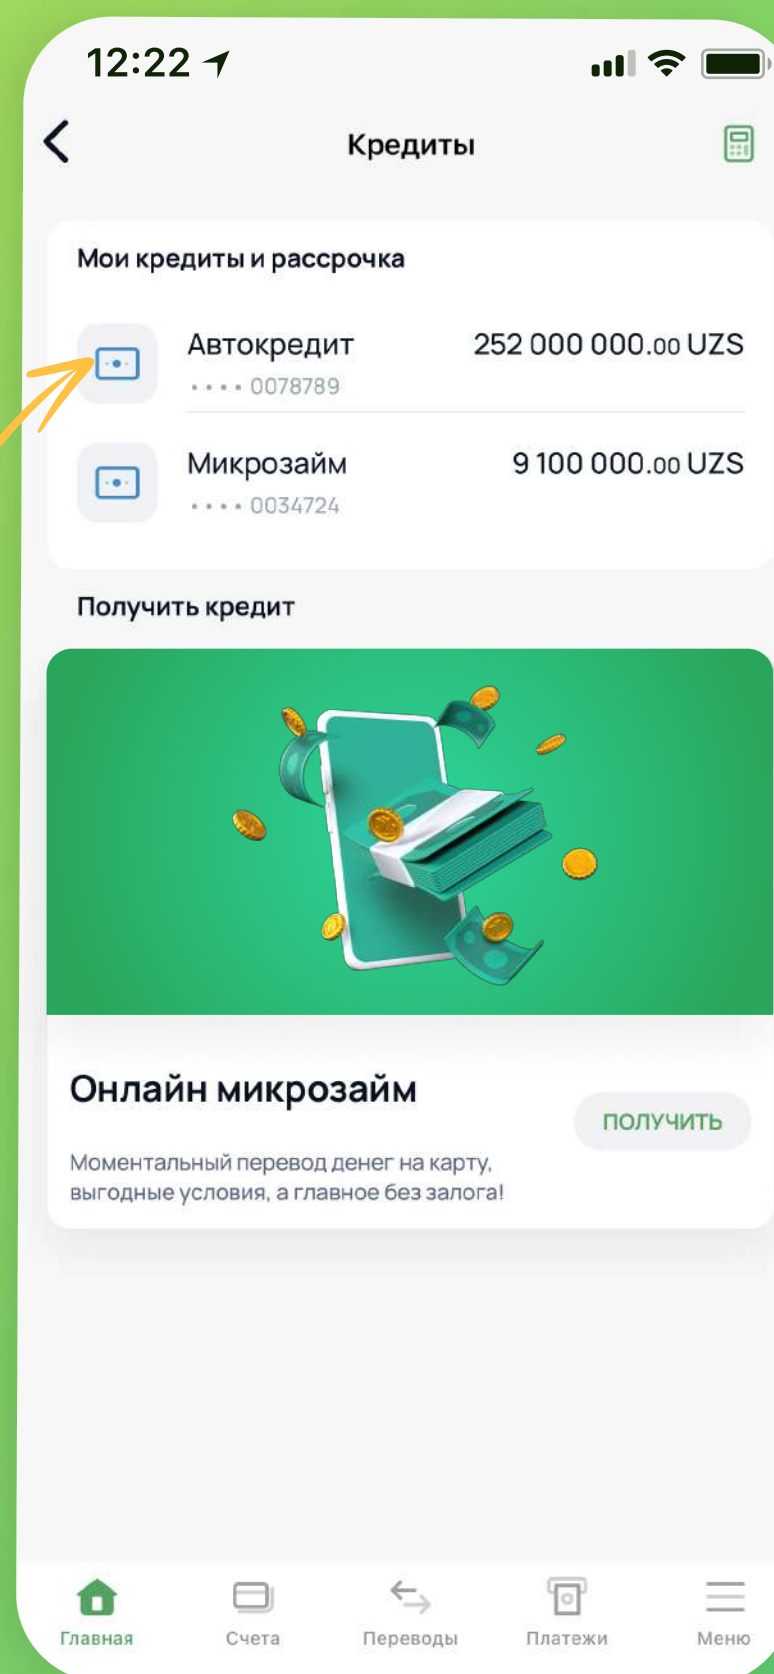 12:22
Кредиты
Мои кредиты и рассрочка
Автокредит 252 000 000.00 UZS
•••• 0078789
Микрозайм 9 100 000.00 UZS
•••• 0034724
Получить кредит
Онлайн микрозайм
ПОЛУЧИТЬ
Моментальный перевод денег на карту,
выгодные условия, а главное без залога!
Главная Счета Переводы Платежи Меню